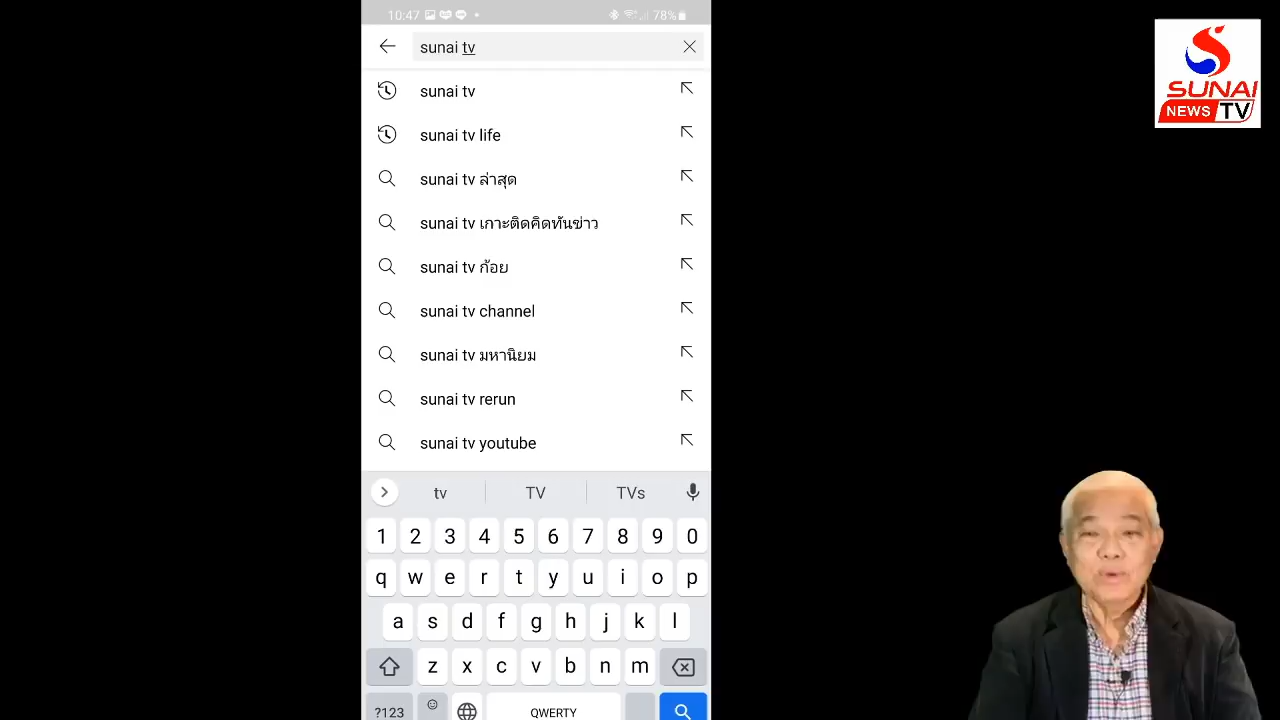 10:47 78%
sunai tv
sunai tv
sunai tv life
sunai tv ล่าสุด
sunai tv เกาะติดคิดทันข่าว
sunai tv ก้อย
sunai tv channel
sunai tv มหานิยม
sunai tv rerun
sunai tv youtube
tv TV TVs
1 2 3 4 5 6 7 8 9 0
q w e r t y u i o p
a s d f g h j k l
z x c v b n m
?123 QWERTY
SUNAI
NEWS TV